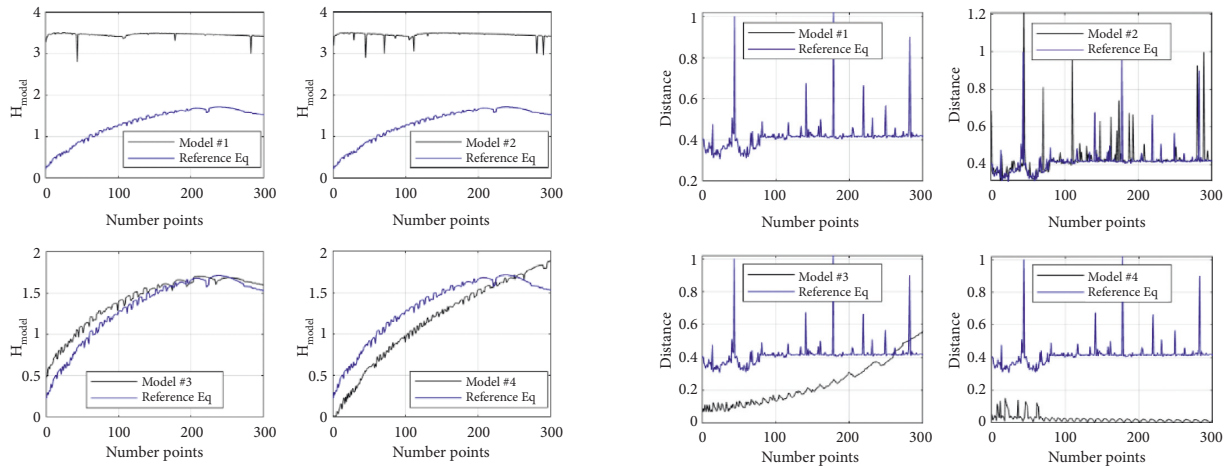 4
3
2
1
0
H_model
Model #1
Reference Eq
0 100 200 300
Number points
4
3
2
1
0
H_model
Model #2
Reference Eq
0 100 200 300
Number points
1
0.8
0.6
0.4
0.2
Distance
Model #1
Reference Eq
0 100 200 300
Number points
1.2
1
0.8
0.6
0.4
Distance
Model #2
Reference Eq
0 100 200 300
Number points
2
1.5
1
0.5
0
H_model
Model #3
Reference Eq
0 100 200 300
Number points
2
1.5
1
0.5
0
H_model
Model #4
Reference Eq
0 100 200 300
Number points
1
0.8
0.6
0.4
0.2
0
Distance
Model #3
Reference Eq
0 100 200 300
Number points
1
0.8
0.6
0.4
0.2
0
Distance
Model #4
Reference Eq
0 100 200 300
Number points